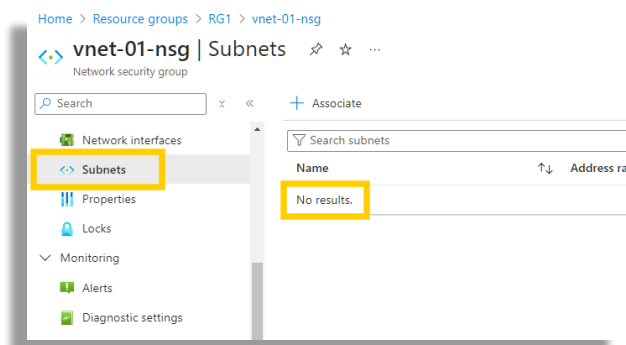 Home > Resource groups > RG1 > vnet-01-nsg
vnet-01-nsg | Subnets
Network security group
Search
Associate
Network interfaces
Subnets
Properties
Locks
Monitoring
Alerts
Diagnostic settings
Search subnets
Name
Address ra
No results.